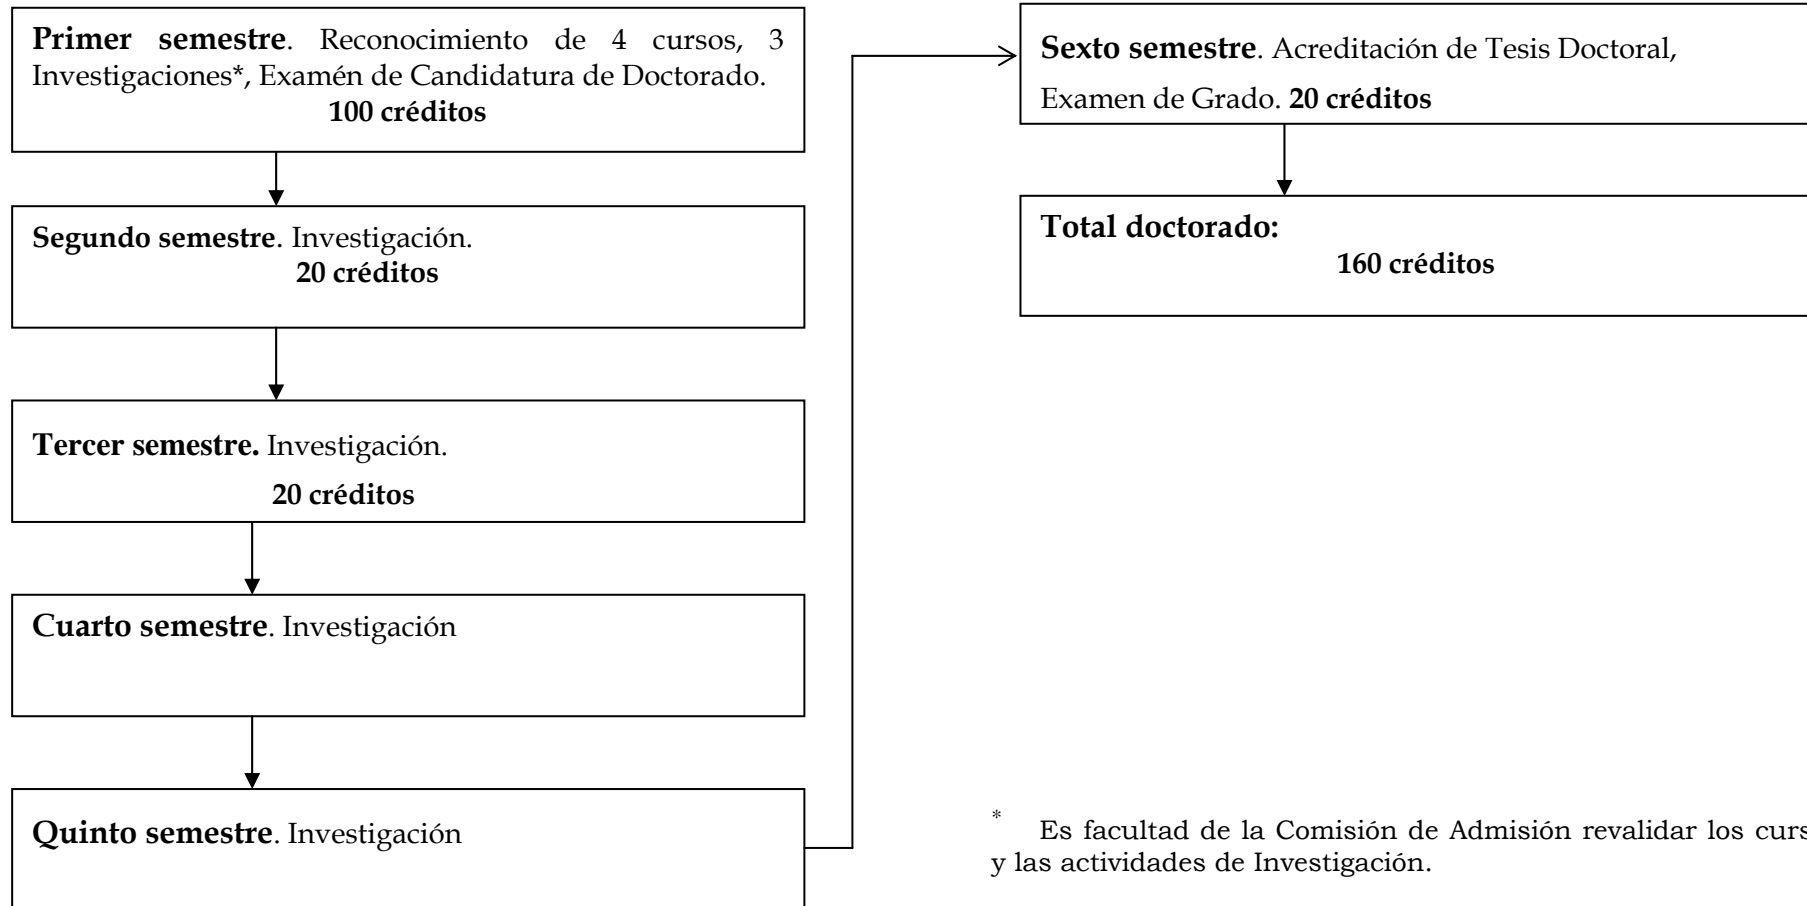 Primer semestre. Reconocimiento de 4 cursos, 3
Investigaciones*, Examén de Candidatura de Doctorado.
100 créditos
Segundo semestre. Investigación.
20 créditos
Tercer semestre. Investigación.
20 créditos
Cuarto semestre. Investigación
Quinto semestre. Investigación
Sexto semestre. Acreditación de Tesis Doctoral,
Examen de Grado. 20 créditos
Total doctorado:
160 créditos
* Es facultad de la Comisión de Admisión revalidar los curs
y las actividades de Investigación.